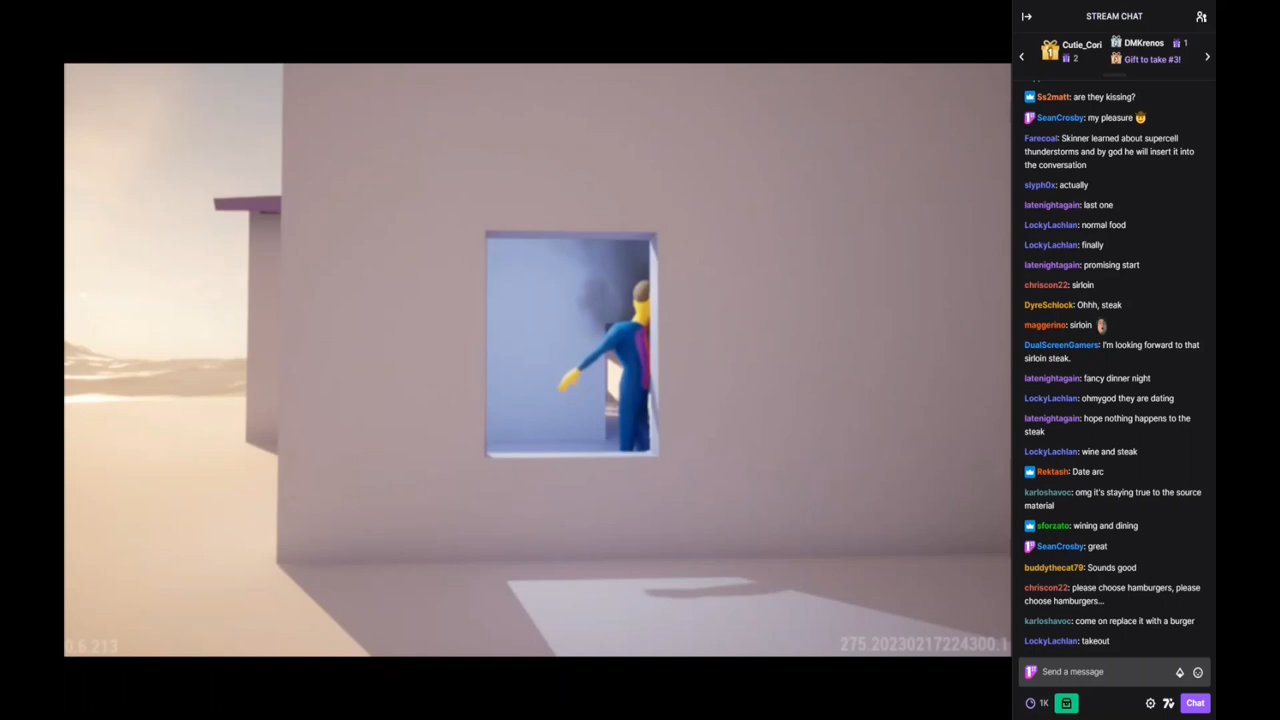 STREAM CHAT
Cutie_Cori
2
DMKrenos 1
Gift to take #3!
Ss2matt: are they kissing?
SeanCrosby: my pleasure 🤠
Farecoal: Skinner learned about supercell
thunderstorms and by god he will insert it into
the conversation
slyph0x: actually
latenightagain: last one
LockyLachlan: normal food
LockyLachlan: finally
latenightagain: promising start
chriscon22: sirloin
DyreSchlock: Ohhh, steak
maggerino: sirloin
DualScreenGamers: I'm looking forward to that
sirloin steak.
latenightagain: fancy dinner night
LockyLachlan: ohmygod they are dating
latenightagain: hope nothing happens to the
steak
LockyLachlan: wine and steak
Rektash: Date arc
karloshavoc: omg it's staying true to the source
material
sforzato: wining and dining
SeanCrosby: great
buddythecat79: Sounds good
chriscon22: please choose hamburgers, please
choose hamburgers...
karloshavoc: come on replace it with a burger
LockyLachlan: takeout
0.6.213
275.20230217224300.1
Send a message
1K
Chat